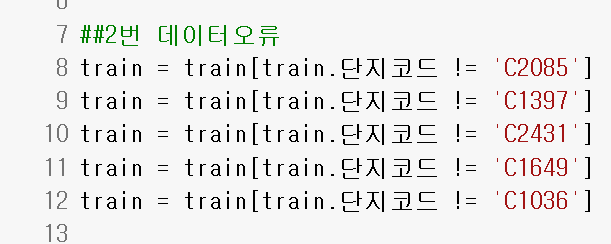 6
7 ##2번 데이터오류
8 train = train[train.단지코드 != 'C2085']
9 train = train[train.단지코드 != 'C1397']
10 train = train[train.단지코드 != 'C2431']
11 train = train[train.단지코드 != 'C1649']
12 train = train[train.단지코드 != 'C1036']
13